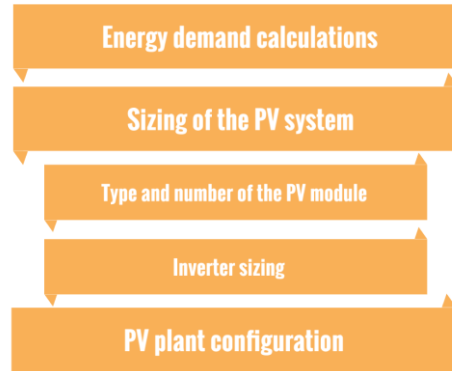 Energy demand calculations
Sizing of the PV system
Type and number of the PV module
Inverter sizing
PV plant configuration